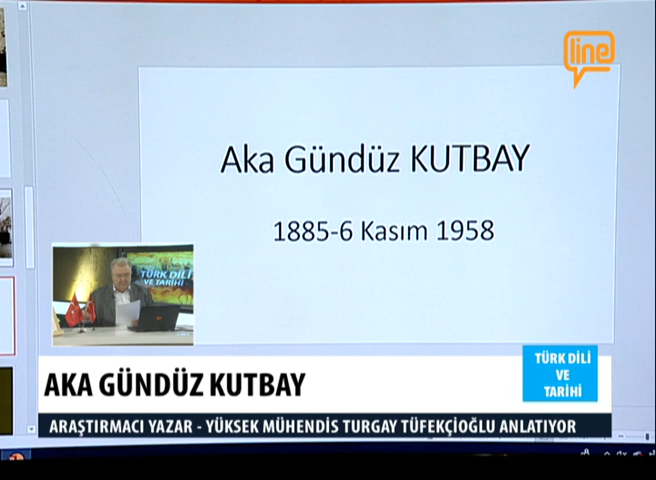 line
Aka Gündüz KUTBAY
1885-6 Kasım 1958
TÜRK DİLİ
VE TARİHİ
AKA GÜNDÜZ KUTBAY
TÜRK DİLİ
VE
TARİHİ
ARAŞTIRMACI YAZAR - YÜKSEK MÜHENDİS TURGAY TÜFEKÇİOĞLU ANLATIYOR